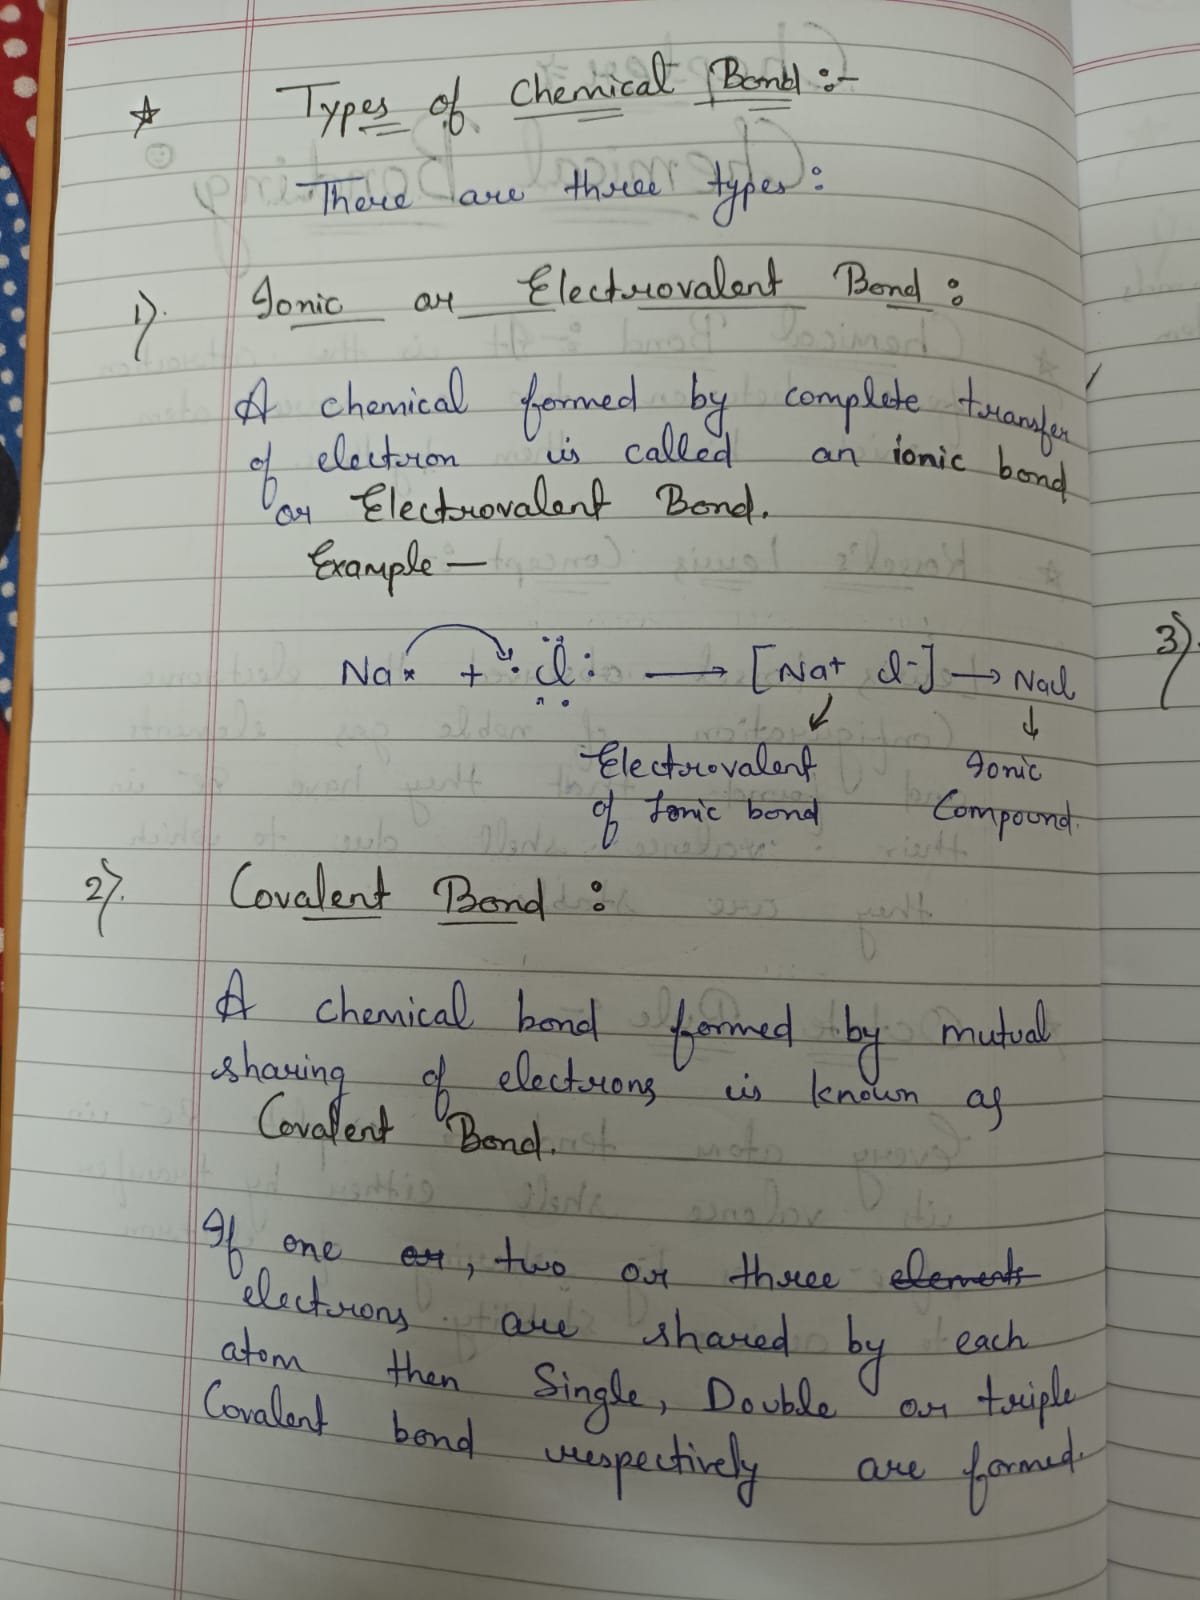 ☆ Types of Chemical Bond :-
There are three types :
1). Ionic or Electrovalent Bond :
A chemical formed by complete transfer
of electron is called an ionic bond
or Electrovalent Bond.
Example —
Na× + :Cl: → [Na+ Cl-] → NaCl
↙ ↓
Electrovalent Ionic
of Ionic bond Compound.
2). Covalent Bond :
A chemical bond formed by mutual
sharing of electrons is known as
Covalent Bond.
If one or, two or three elements
electrons are shared by each
atom then Single, Double or triple
Covalent bond respectively are formed.
3).